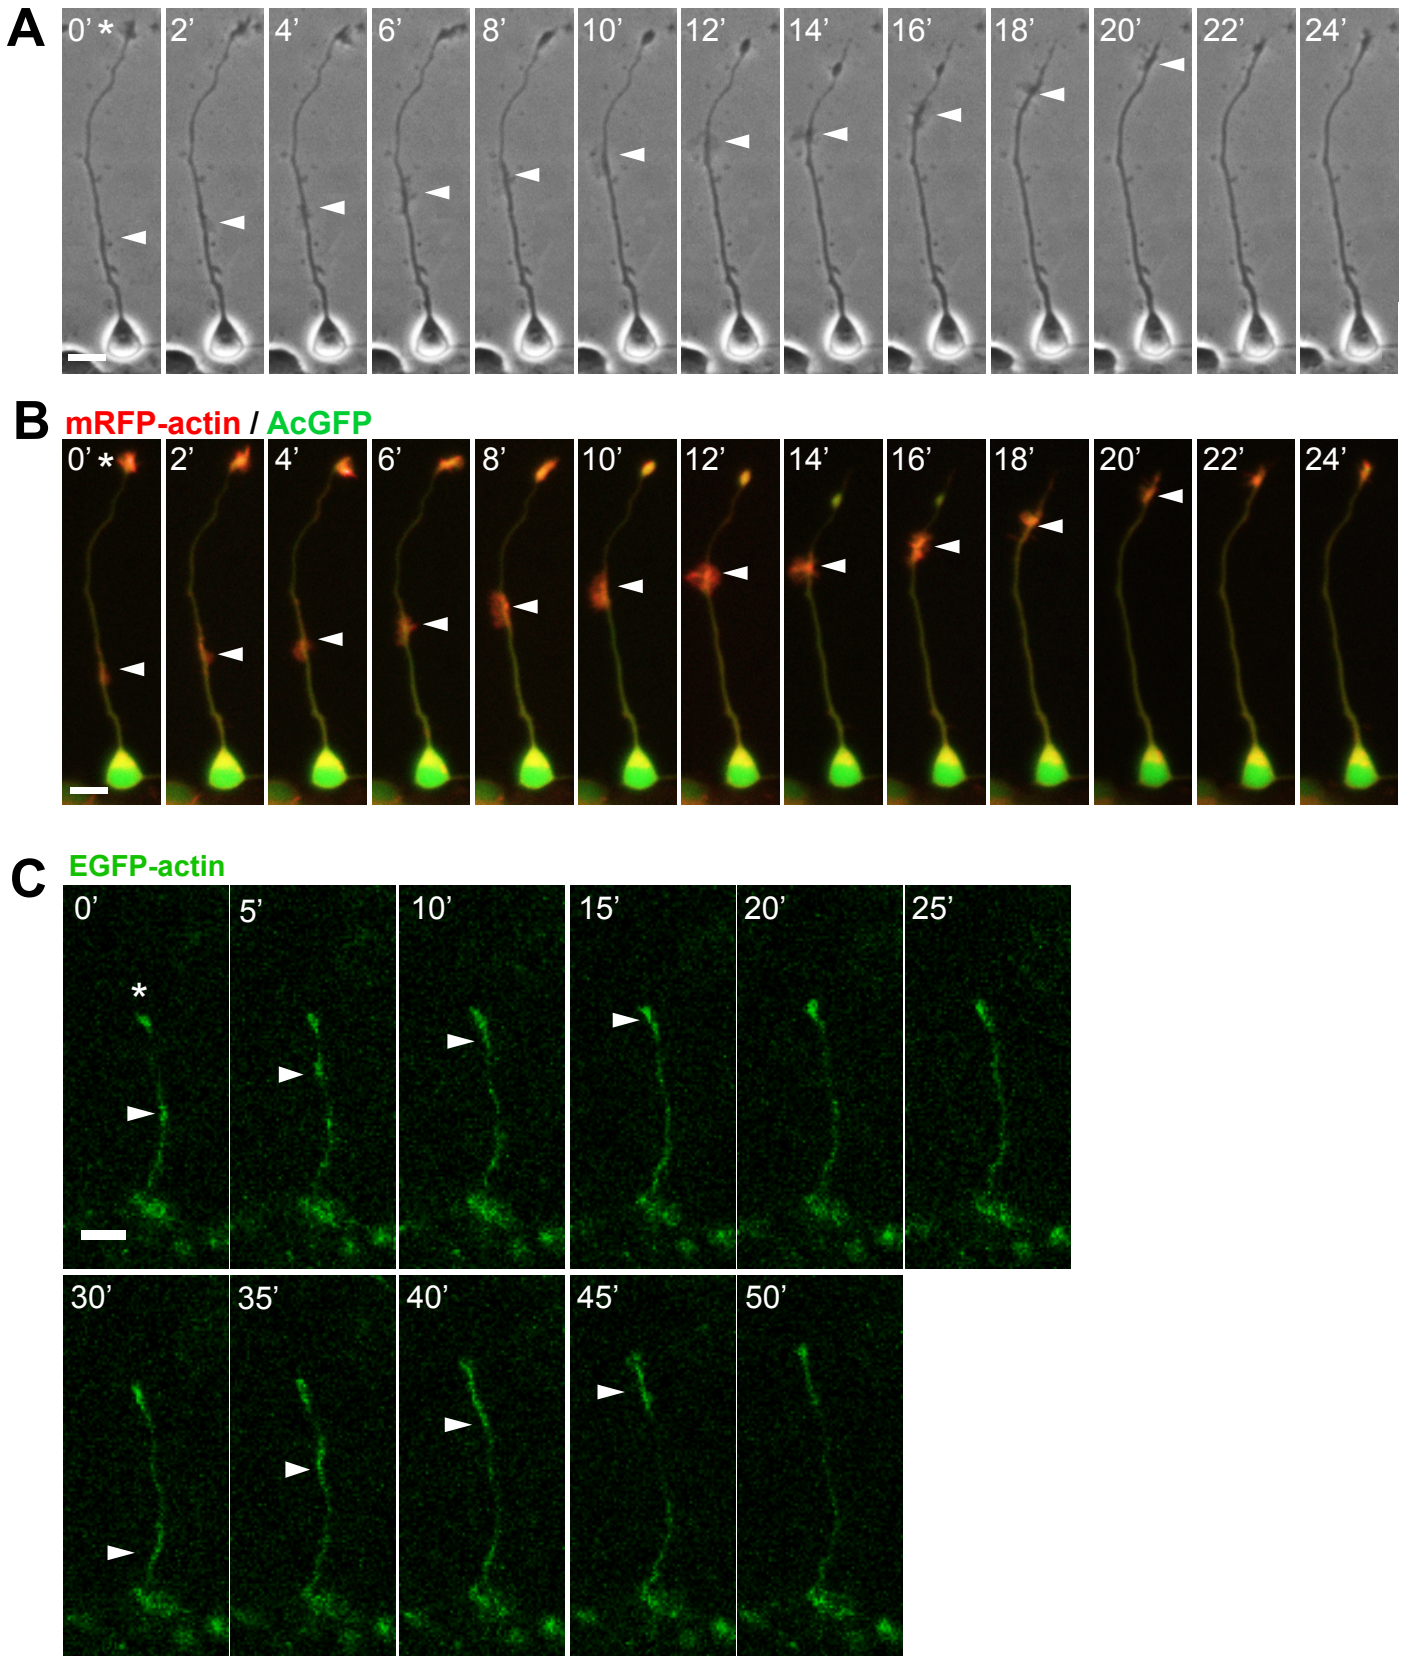 A
0’ * 2’ 4’ 6’ 8’ 10’ 12’ 14’ 16’ 18’ 20’ 22’ 24’
B
mRFP-actin / AcGFP
0’ * 2’ 4’ 6’ 8’ 10’ 12’ 14’ 16’ 18’ 20’ 22’ 24’
C
EGFP-actin
0’ 5’ 10’ 15’ 20’ 25’
*
30’ 35’ 40’ 45’ 50’